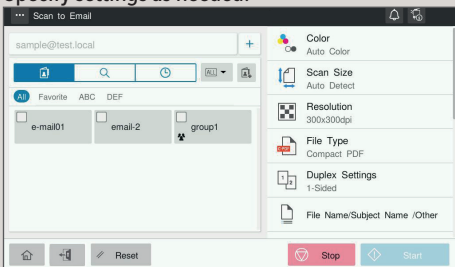 Specify settings as needed.
Scan to Email
sample@test.local
+
ALL
All Favorite ABC DEF
e-mail01
email-2
group1
Color
Auto Color
Scan Size
Auto Detect
Resolution
300x300dpi
File Type
Compact PDF
Duplex Settings
1-Sided
File Name/Subject Name /Other
Reset
Stop
Start